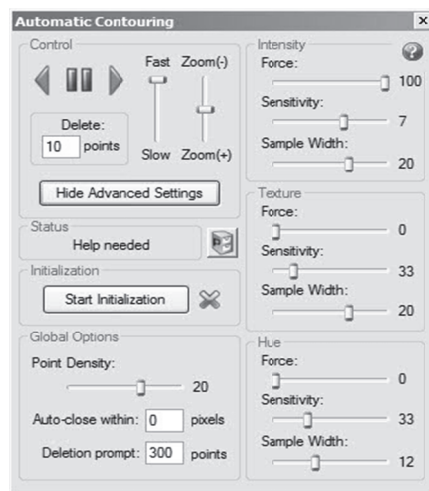 Automatic Contouring
Control
Fast Zoom(-)
Delete:
10 points
Slow Zoom(+)
Hide Advanced Settings
Status
Help needed
Initialization
Start Initialization
Global Options
Point Density:
20
Auto-close within: 0 pixels
Deletion prompt: 300 points
Intensity
Force:
100
Sensitivity:
7
Sample Width:
20
Texture
Force:
0
Sensitivity:
33
Sample Width:
20
Hue
Force:
0
Sensitivity:
33
Sample Width:
12